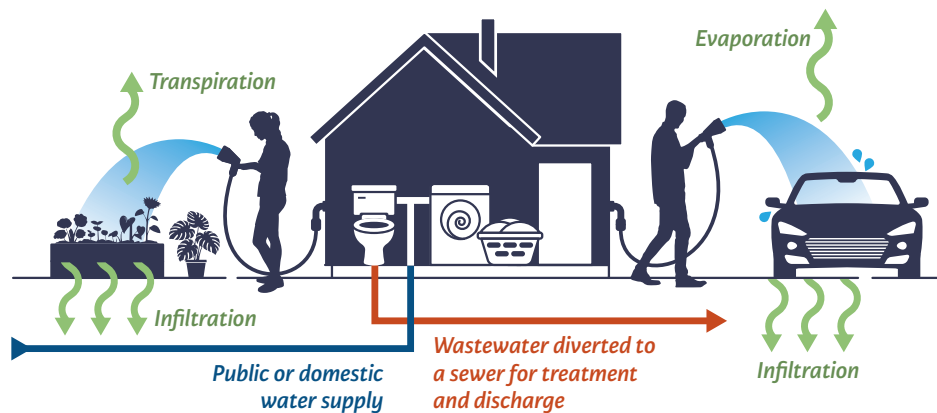 Evaporation
Transpiration
Infiltration
Public or domestic
water supply
Wastewater diverted to
a sewer for treatment
and discharge
Infiltration